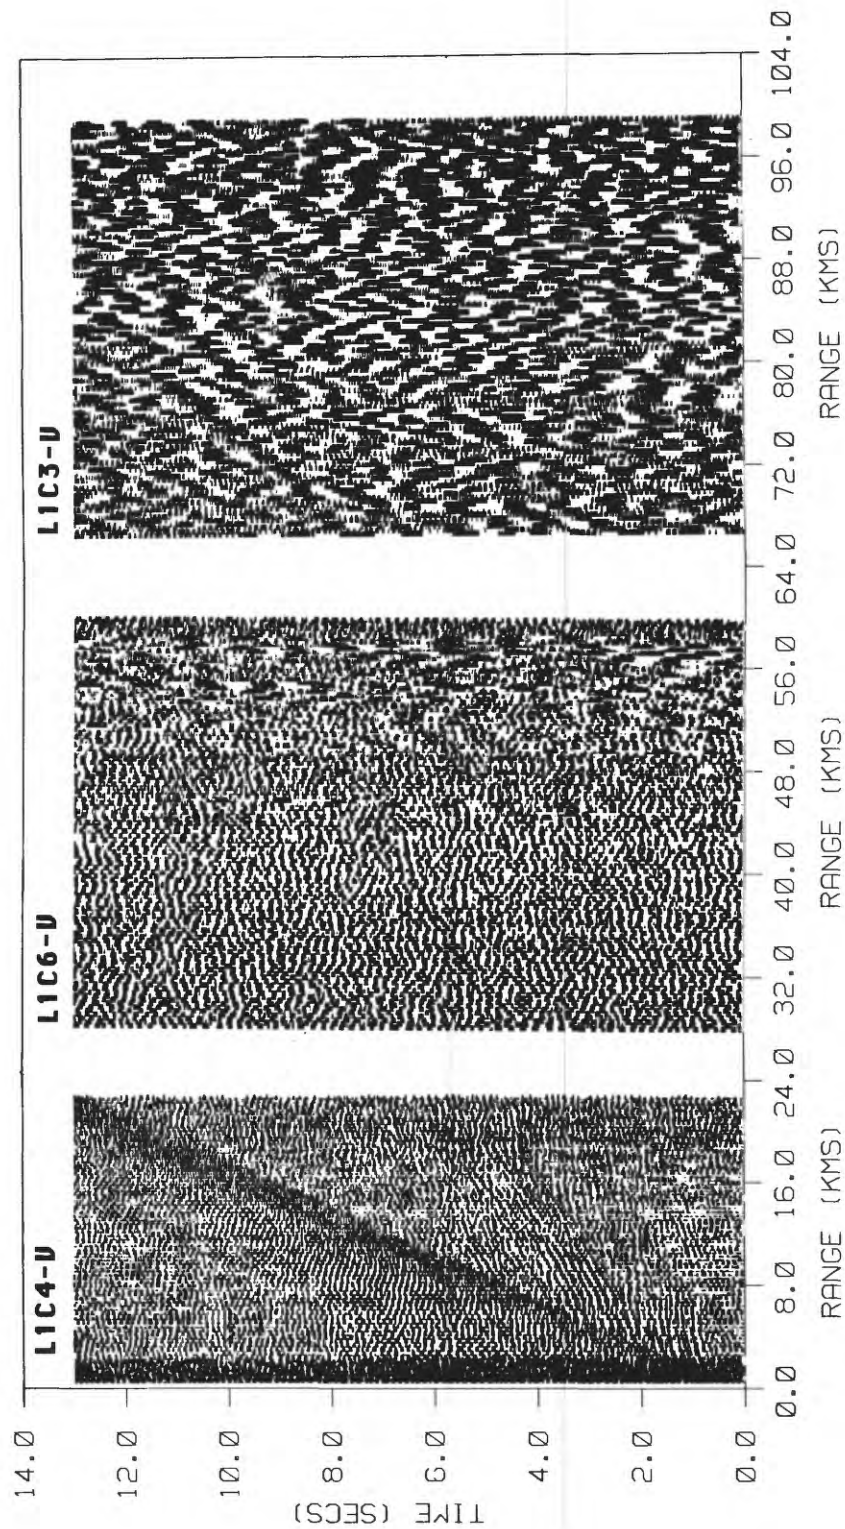 L1C4-V
L1C6-V
L1C3-V
14.0
12.0
10.0
8.0
6.0
4.0
2.0
0.0
TIME (SECS)
0.0 8.0 16.0 24.0 32.0 40.0 48.0 56.0 64.0 72.0 80.0 88.0 96.0 104.0
RANGE (KMS) RANGE (KMS) RANGE (KMS)